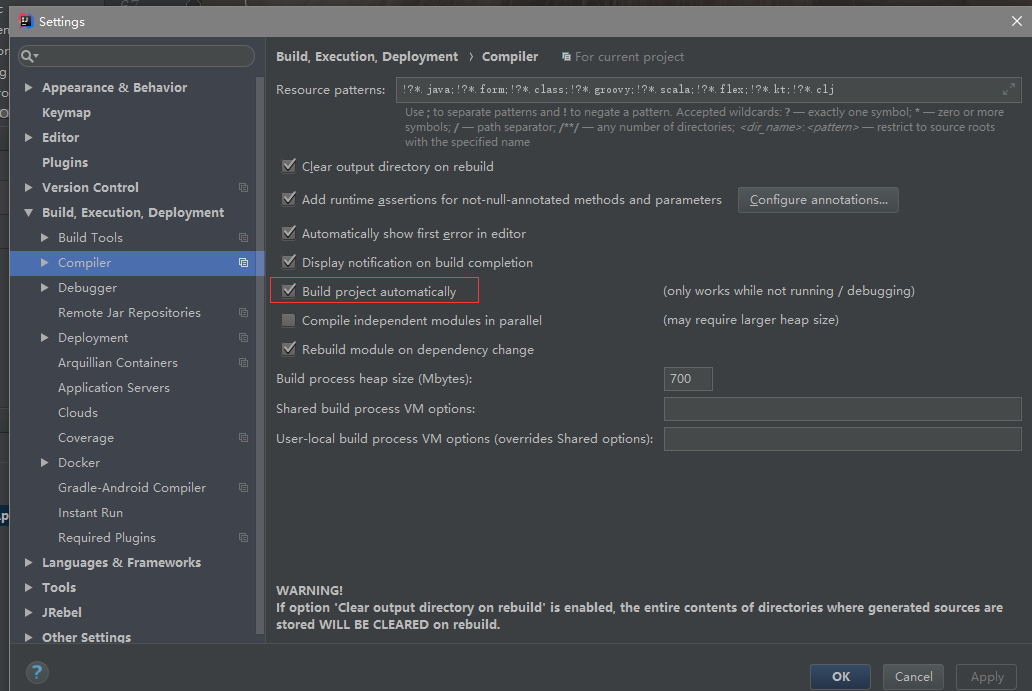 Settings
Appearance & Behavior
Keymap
Editor
Plugins
Version Control
Build, Execution, Deployment
Build Tools
Compiler
Debugger
Remote Jar Repositories
Deployment
Arquillian Containers
Application Servers
Clouds
Coverage
Docker
Gradle-Android Compiler
Instant Run
Required Plugins
Languages & Frameworks
Tools
JRebel
Other Settings
Build, Execution, Deployment › Compiler For current project
Resource patterns: !?*.java;!?*.form;!?*.class;!?*.groovy;!?*.scala;!?*.flex;!?*.kt;!?*.clj
Use ; to separate patterns and ! to negate a pattern. Accepted wildcards: ? — exactly one symbol; * — zero or more
symbols; / — path separator; /**/ — any number of directories; <dir_name>:<pattern> — restrict to source roots
with the specified name
Clear output directory on rebuild
Add runtime assertions for not-null-annotated methods and parameters Configure annotations...
Automatically show first error in editor
Display notification on build completion
Build project automatically (only works while not running / debugging)
Compile independent modules in parallel (may require larger heap size)
Rebuild module on dependency change
Build process heap size (Mbytes): 700
Shared build process VM options:
User-local build process VM options (overrides Shared options):
WARNING!
If option 'Clear output directory on rebuild' is enabled, the entire contents of directories where generated sources are
stored WILL BE CLEARED on rebuild.
? OK Cancel Apply